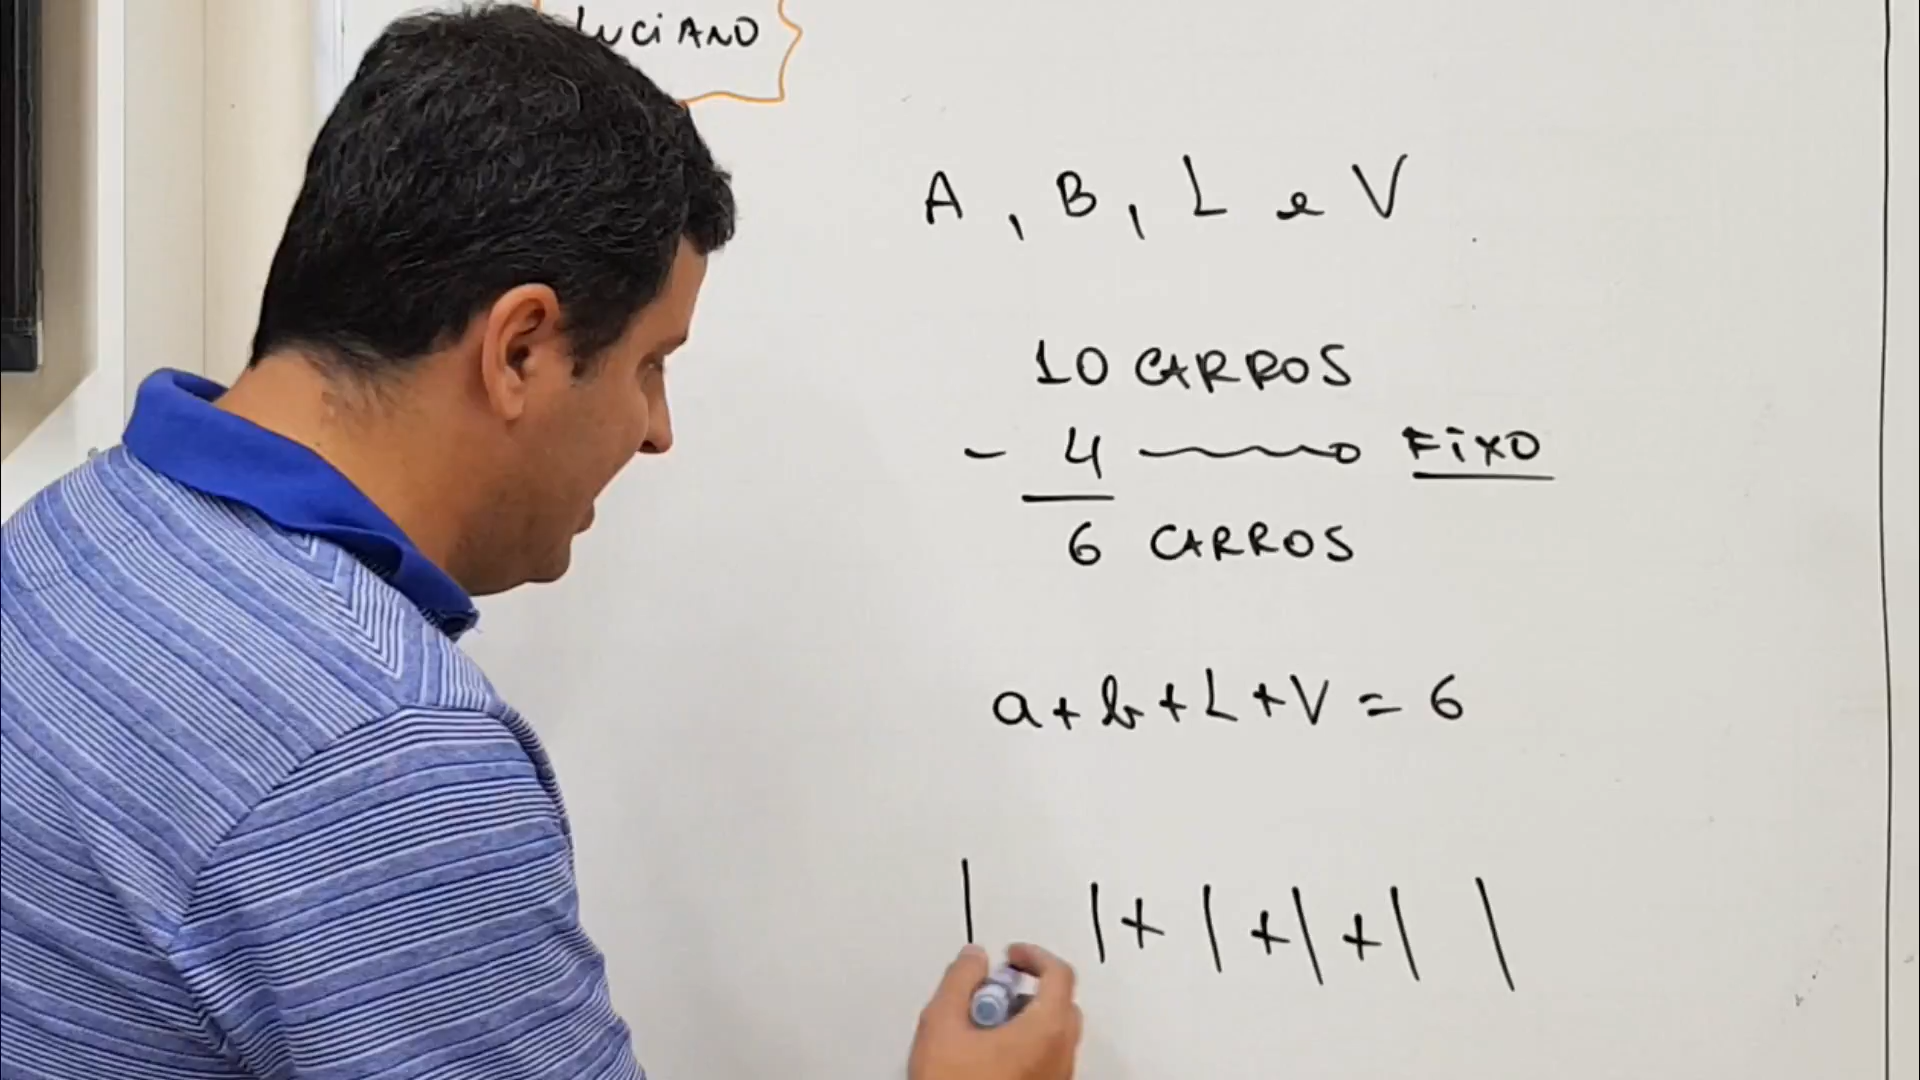 LUCIANO
A, B, L e V
10 CARROS
- 4 FIXO
6 CARROS
a+b+L+V=6
| |+|+|+| |